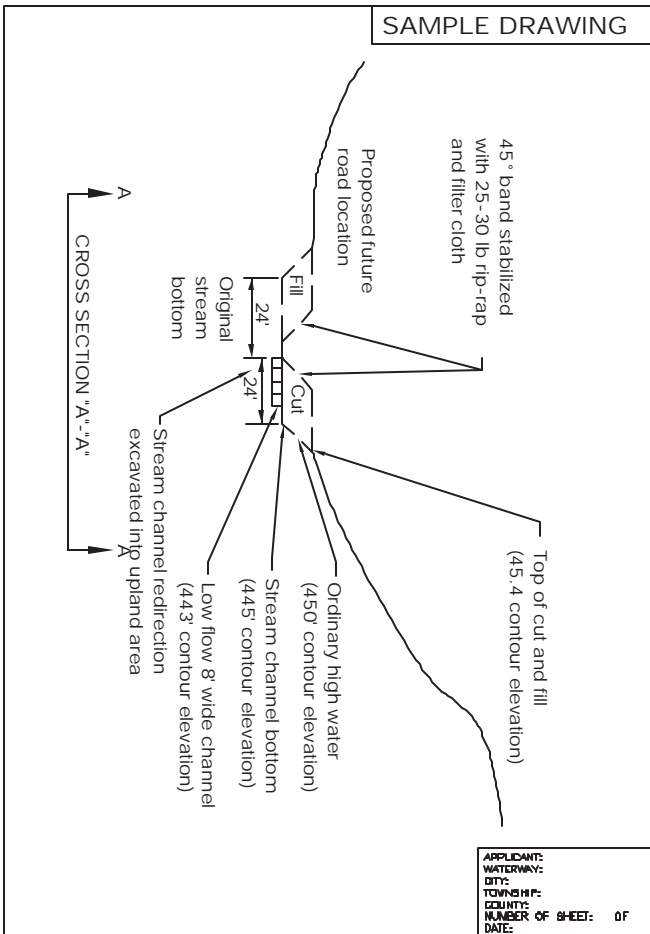 SAMPLE DRAWING
45° band stabilized
with 25-30 lb rip-rap
and filter cloth
Proposed future
road location
Top of cut and fill
(45.4 contour elevation)
Fill
24'
Cut
24'
Original
stream
bottom
Ordinary high water
(450' contour elevation)
Stream channel bottom
(445' contour elevation)
Low flow 8' wide channel
(443' contour elevation)
Stream channel redirection
excavated into upland area
A
A
CROSS SECTION "A"-"A"
APPLICANT:
WATERWAY:
CITY:
TOWNSHIP:
COUNTY:
NUMBER OF SHEET: OF
DATE: